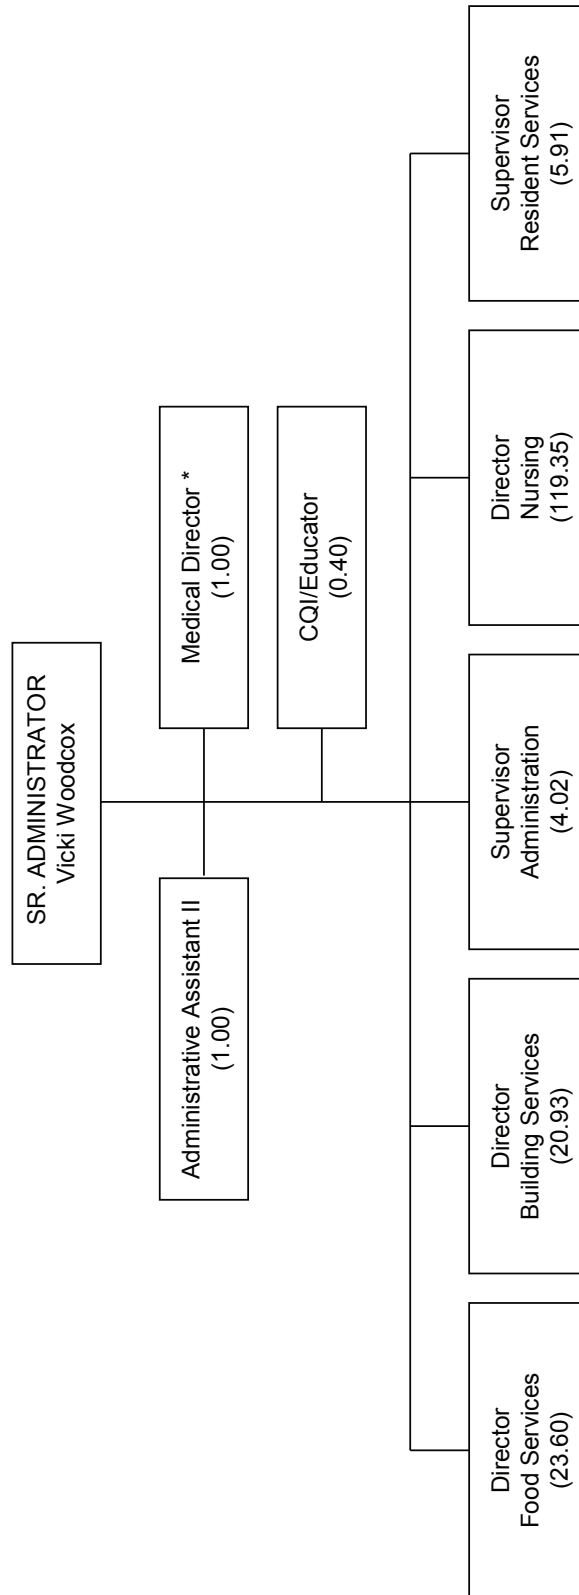 SR. ADMINISTRATOR
Vicki Woodcox
Administrative Assistant II
(1.00)
Medical Director *
(1.00)
CQI/Educator
(0.40)
Director
Food Services
(23.60)
Director
Building Services
(20.93)
Supervisor
Administration
(4.02)
Director
Nursing
(119.35)
Supervisor
Resident Services
(5.91)